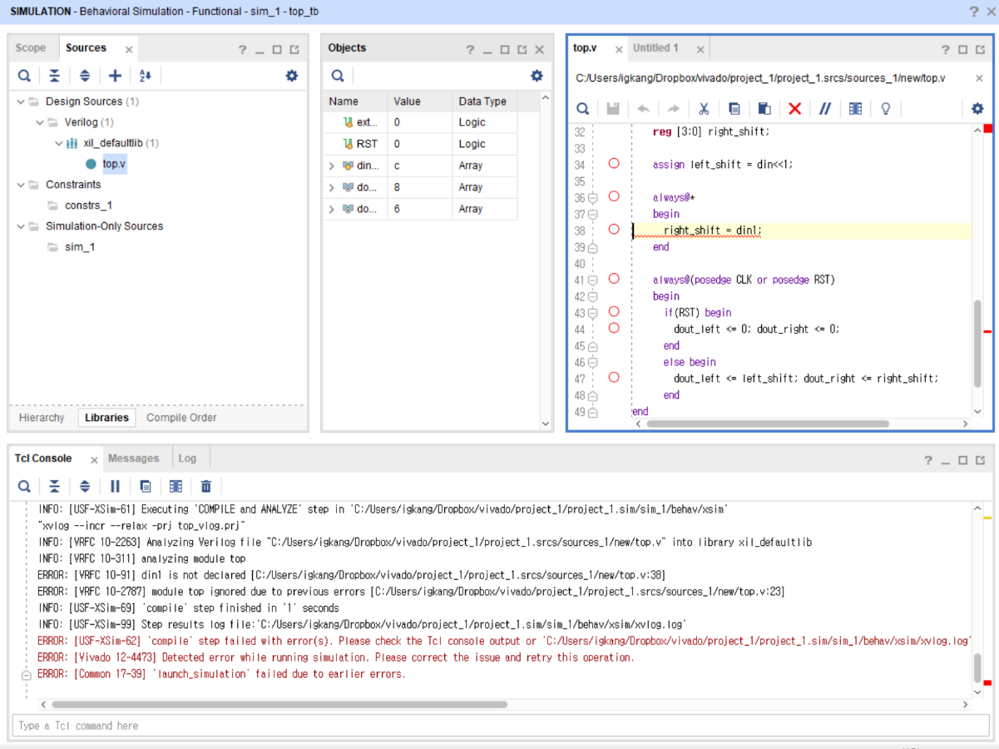 SIMULATION - Behavioral Simulation - Functional - sim_1 - top_tb
Scope
Sources
Design Sources (1)
Verilog (1)
xil_defaultlib (1)
top.v
Constraints
constrs_1
Simulation-Only Sources
sim_1
Hierarchy
Libraries
Compile Order
Objects
Name Value Data Type
ext... 0 Logic
RST 0 Logic
din... c Array
do... 8 Array
do... 6 Array
top.v
Untitled 1
C:/Users/igkang/Dropbox/vivado/project_1/project_1.srcs/sources_1/new/top.v
32 reg [3:0] right_shift;
33
34 assign left_shift = din<<1;
35
36 always@*
37 begin
38 right_shift = din1;
39 end
40
41 always@(posedge CLK or posedge RST)
42 begin
43 if(RST) begin
44 dout_left <= 0; dout_right <= 0;
45 end
46 else begin
47 dout_left <= left_shift; dout_right <= right_shift;
48 end
49 end
Tcl Console
Messages
Log
INFO: [USF-XSim-61] Executing 'COMPILE and ANALYZE' step in 'C:/Users/igkang/Dropbox/vivado/project_1/project_1.sim/sim_1/behav/xsim'
"xvlog --incr --relax -prj top_vlog.prj"
INFO: [VRFC 10-2263] Analyzing Verilog file "C:/Users/igkang/Dropbox/vivado/project_1/project_1.srcs/sources_1/new/top.v" into library xil_defaultlib
INFO: [VRFC 10-311] analyzing module top
ERROR: [VRFC 10-91] din1 is not declared [C:/Users/igkang/Dropbox/vivado/project_1/project_1.srcs/sources_1/new/top.v:38]
ERROR: [VRFC 10-2787] module top ignored due to previous errors [C:/Users/igkang/Dropbox/vivado/project_1/project_1.srcs/sources_1/new/top.v:23]
INFO: [USF-XSim-69] 'compile' step finished in '1' seconds
INFO: [USF-XSim-99] Step results log file:'C:/Users/igkang/Dropbox/vivado/project_1/project_1.sim/sim_1/behav/xsim/xvlog.log'
ERROR: [USF-XSim-62] 'compile' step failed with error(s). Please check the Tcl console output or 'C:/Users/igkang/Dropbox/vivado/project_1/project_1.sim/sim_1/behav/xsim/xvlog.log'
ERROR: [Vivado 12-4473] Detected error while running simulation. Please correct the issue and retry this operation.
ERROR: [Common 17-39] 'launch_simulation' failed due to earlier errors.
Type a Tcl command here